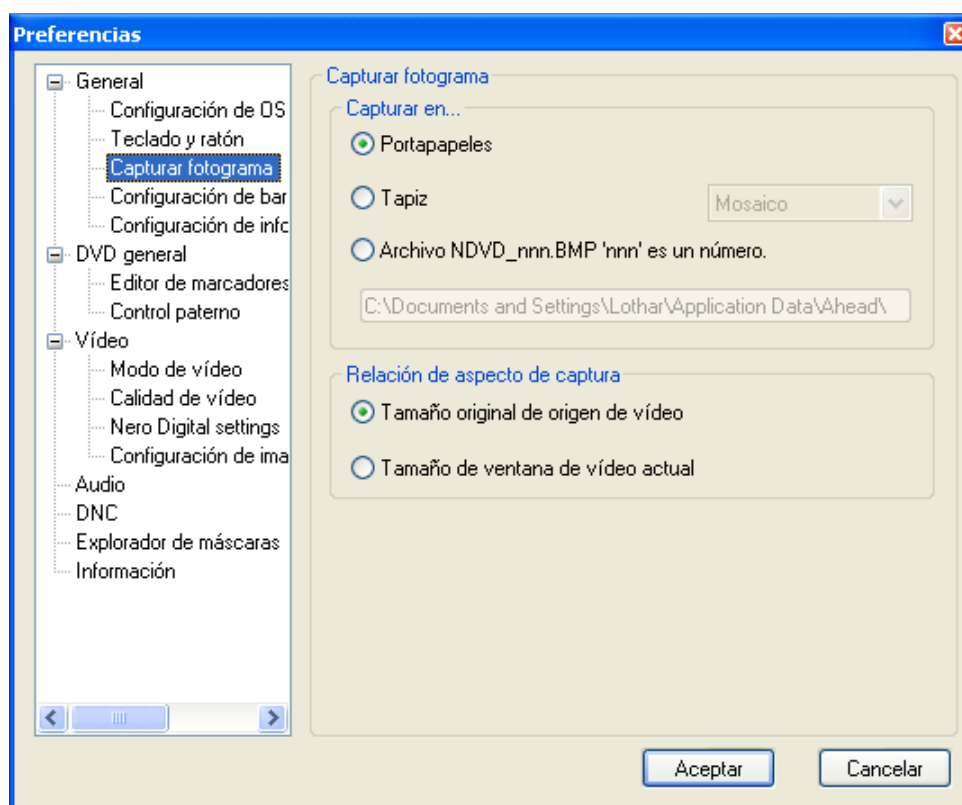 Preferencias
General
Configuración de OS
Teclado y ratón
Capturar fotograma
Configuración de bar
Configuración de infc
DVD general
Editor de marcadores
Control paterno
Vídeo
Modo de vídeo
Calidad de vídeo
Nero Digital settings
Configuración de ima
Audio
DNC
Explorador de máscaras
Información
Capturar fotograma
Capturar en...
Portapapeles
Tapiz
Mosaico
Archivo NDVD_nnn.BMP 'nnn' es un número.
C:\Documents and Settings\Lothar\Application Data\Ahead\
Relación de aspecto de captura
Tamaño original de origen de vídeo
Tamaño de ventana de vídeo actual
Aceptar
Cancelar